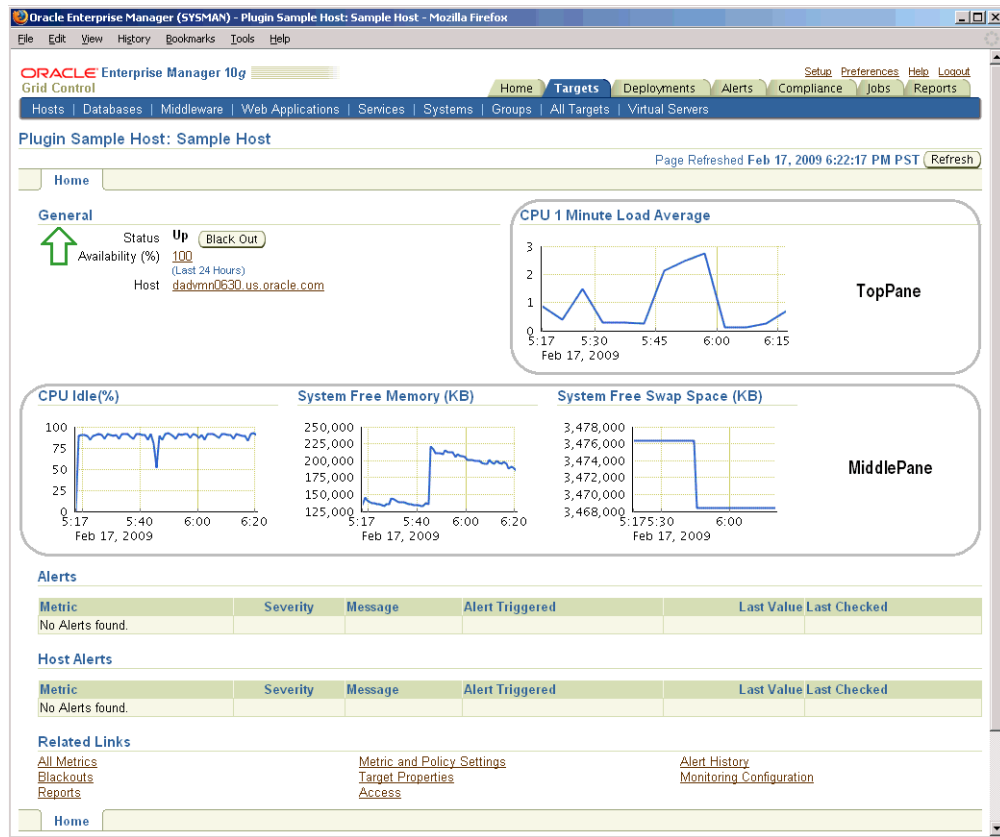 Oracle Enterprise Manager (SYSMAN) - Plugin Sample Host: Sample Host - Mozilla Firefox
File Edit View History Bookmarks Tools Help
ORACLE Enterprise Manager 10g
Grid Control
Setup Preferences Help Logout
Home Targets Deployments Alerts Compliance Jobs Reports
Hosts | Databases | Middleware | Web Applications | Services | Systems | Groups | All Targets | Virtual Servers
Plugin Sample Host: Sample Host
Page Refreshed Feb 17, 2009 6:22:17 PM PST Refresh
Home
General
Status Up Black Out
Availability (%) 100
(Last 24 Hours)
Host dadvmn0630.us.oracle.com
CPU 1 Minute Load Average
3
2
1
0
5:17 5:30 5:45 6:00 6:15
Feb 17, 2009
TopPane
CPU Idle(%)
100
75
50
25
0
5:17 5:40 6:00 6:20
Feb 17, 2009
System Free Memory (KB)
250,000
225,000
200,000
175,000
150,000
125,000
5:17 5:40 6:00 6:20
Feb 17, 2009
System Free Swap Space (KB)
3,478,000
3,476,000
3,474,000
3,472,000
3,470,000
3,468,000
5:17 5:30 6:00
Feb 17, 2009
MiddlePane
Alerts
Metric Severity Message Alert Triggered Last Value Last Checked
No Alerts found.
Host Alerts
Metric Severity Message Alert Triggered Last Value Last Checked
No Alerts found.
Related Links
All Metrics Metric and Policy Settings Alert History
Blackouts Target Properties Monitoring Configuration
Reports Access
Home